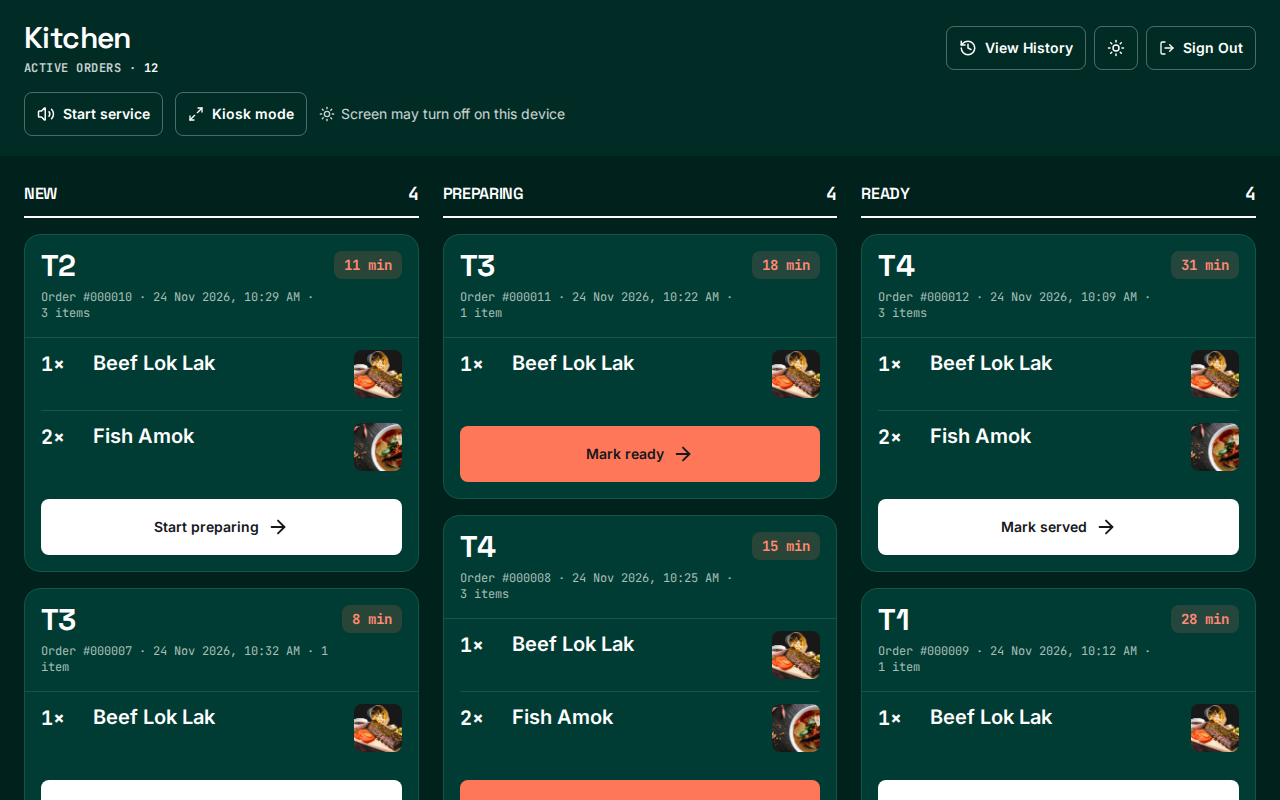 Kitchen
ACTIVE ORDERS · 12
View History
Sign Out
Start service
Kiosk mode
Screen may turn off on this device
NEW 4
T2
11 min
Order #000010 · 24 Nov 2026, 10:29 AM ·
3 items
1× Beef Lok Lak
2× Fish Amok
Start preparing
T3
8 min
Order #000007 · 24 Nov 2026, 10:32 AM · 1
item
1× Beef Lok Lak
PREPARING 4
T3
18 min
Order #000011 · 24 Nov 2026, 10:22 AM ·
1 item
1× Beef Lok Lak
Mark ready
T4
15 min
Order #000008 · 24 Nov 2026, 10:25 AM ·
3 items
1× Beef Lok Lak
2× Fish Amok
READY 4
T4
31 min
Order #000012 · 24 Nov 2026, 10:09 AM ·
3 items
1× Beef Lok Lak
2× Fish Amok
Mark served
T1
28 min
Order #000009 · 24 Nov 2026, 10:12 AM ·
1 item
1× Beef Lok Lak